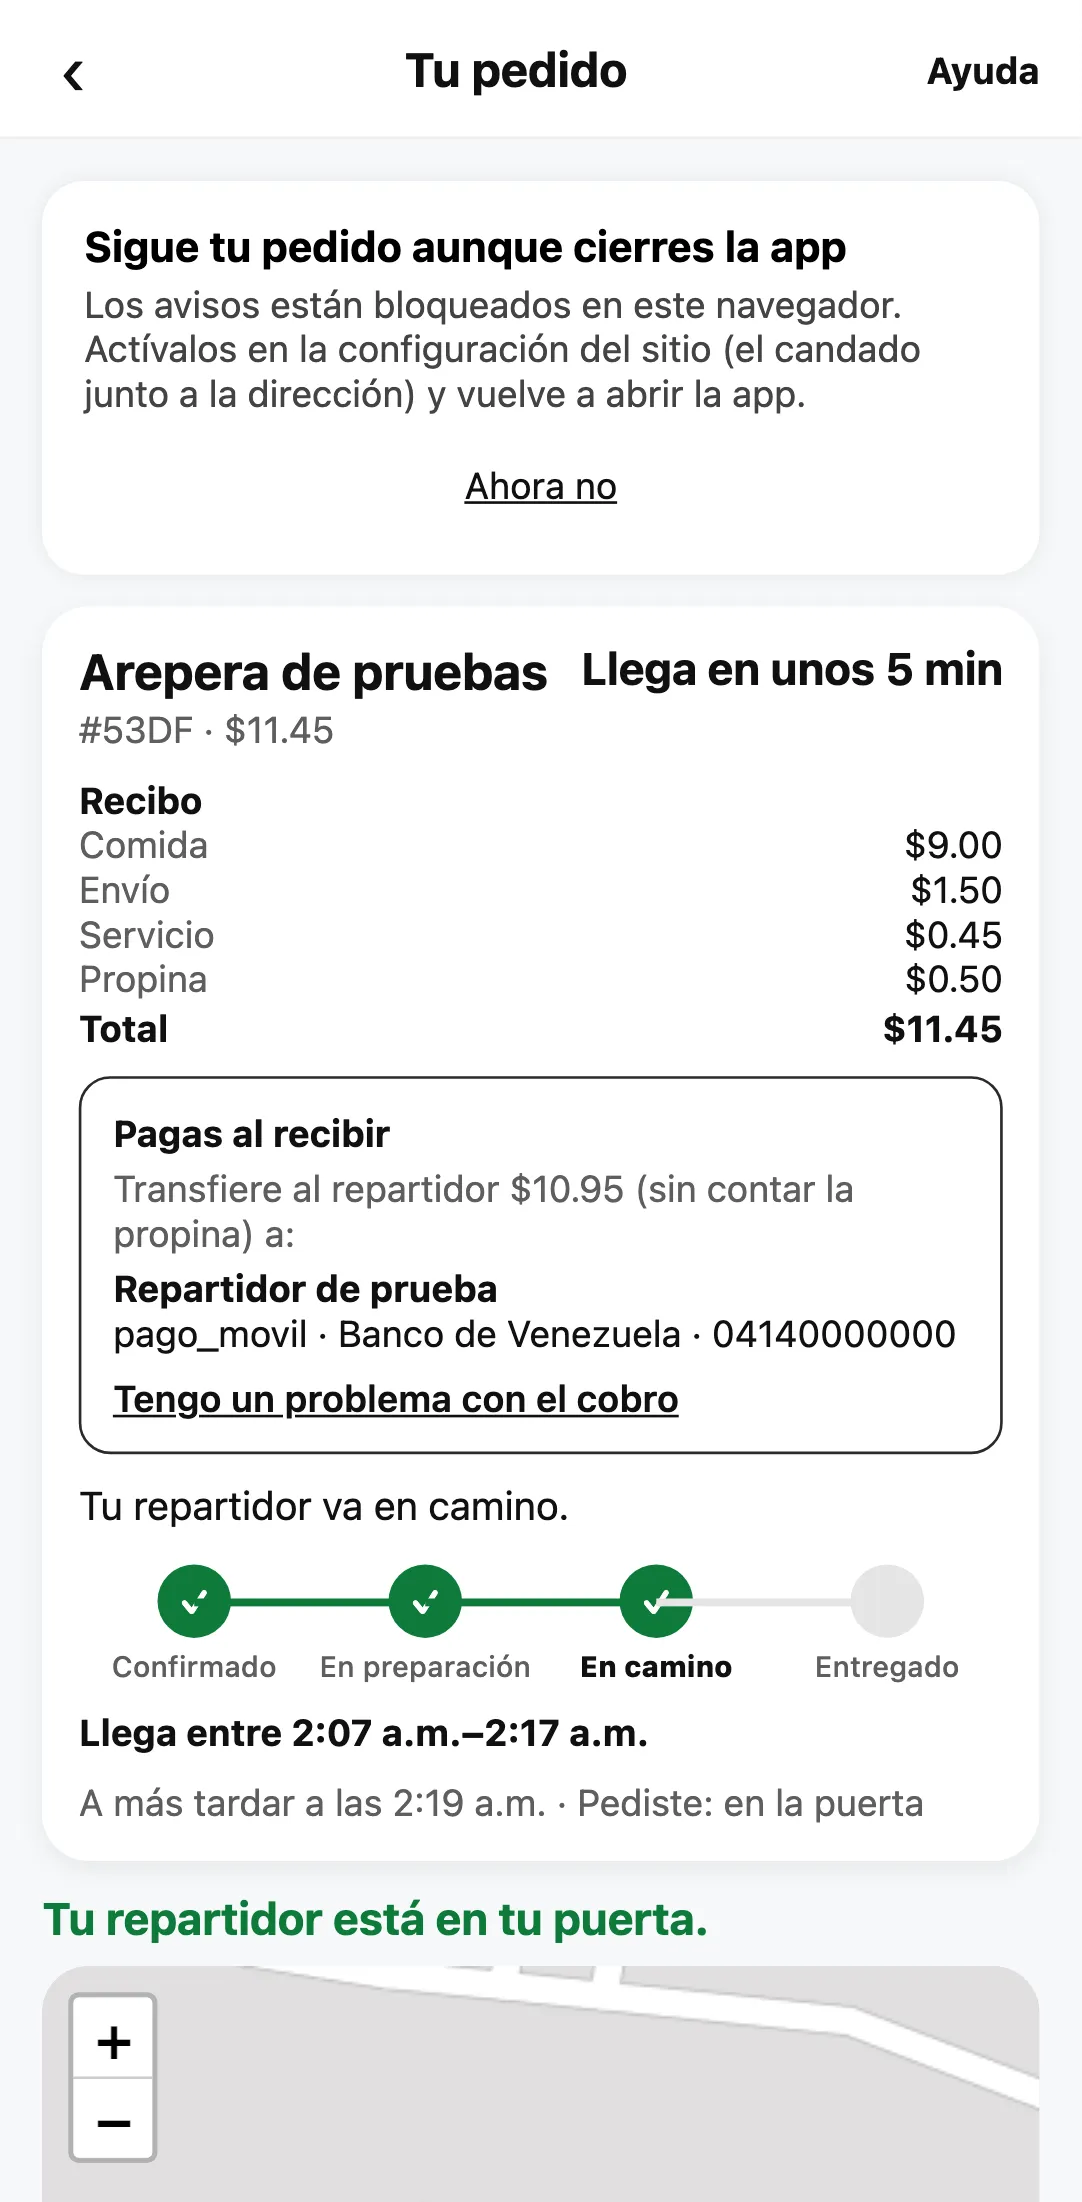 Tu pedido
Ayuda
Sigue tu pedido aunque cierres la app
Los avisos están bloqueados en este navegador.
Actívalos en la configuración del sitio (el candado
junto a la dirección) y vuelve a abrir la app.
Ahora no
Arepera de pruebas
Llega en unos 5 min
#53DF · $11.45
Recibo
Comida $9.00
Envío $1.50
Servicio $0.45
Propina $0.50
Total $11.45
Pagas al recibir
Transfiere al repartidor $10.95 (sin contar la
propina) a:
Repartidor de prueba
pago_movil · Banco de Venezuela · 04140000000
Tengo un problema con el cobro
Tu repartidor va en camino.
Confirmado En preparación En camino Entregado
Llega entre 2:07 a.m.–2:17 a.m.
A más tardar a las 2:19 a.m. · Pediste: en la puerta
Tu repartidor está en tu puerta.
+
−